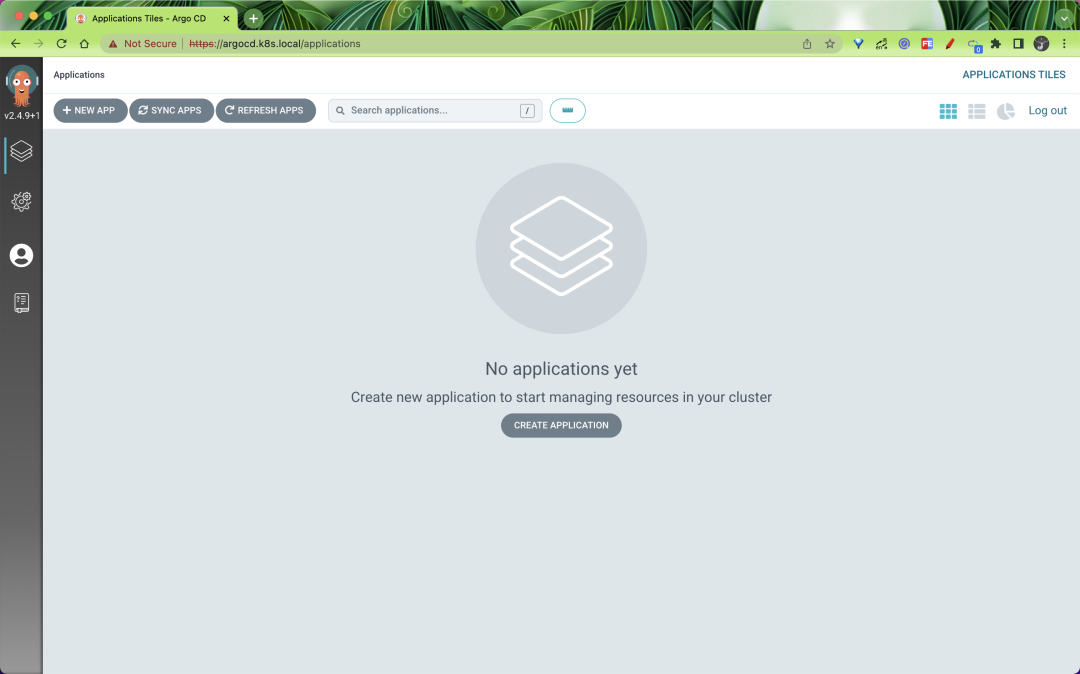 Applications Tiles - Argo CD
Not Secure https://argocd.k8s.local/applications
0
Applications
APPLICATIONS TILES
v2.4.9+1
NEW APP SYNC APPS REFRESH APPS Search applications... / Log out
No applications yet
Create new application to start managing resources in your cluster
CREATE APPLICATION